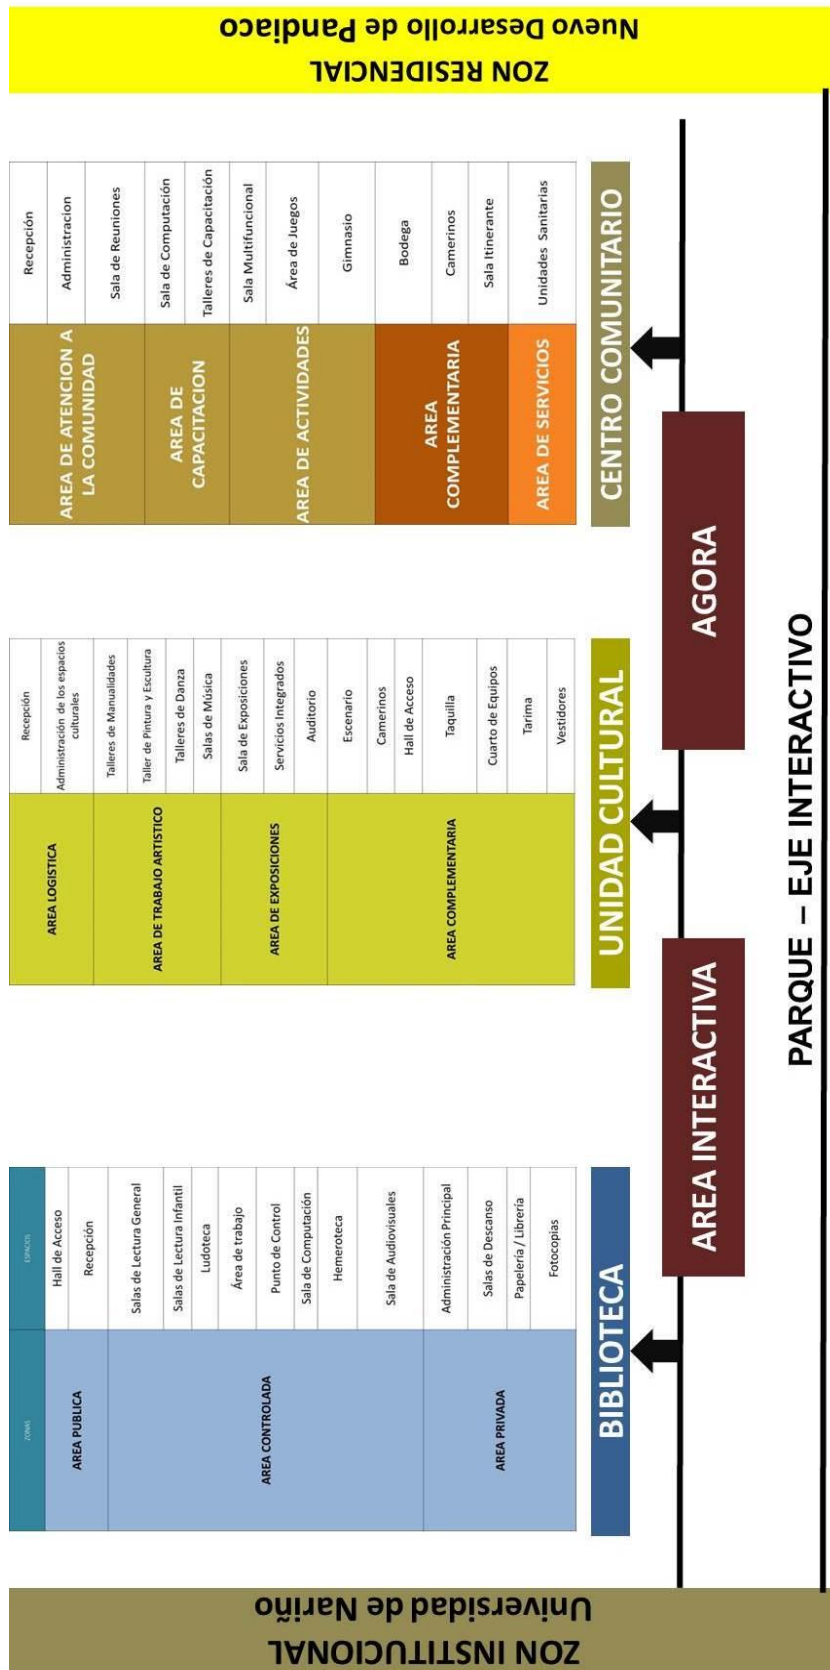 ZON INSTITUCIONAL
Universidad de Nariño
ZONAS
ESPACIOS
AREA PUBLICA
Hall de Acceso
Recepción
AREA CONTROLADA
Salas de Lectura General
Salas de Lectura Infantil
Ludoteca
Área de trabajo
Punto de Control
Sala de Computación
Hemeroteca
Sala de Audiovisuales
AREA PRIVADA
Administración Principal
Salas de Descanso
Papelería / Librería
Fotocopias
BIBLIOTECA
AREA LOGISTICA
Recepción
Administración de los espacios
culturales
AREA DE TRABAJO ARTISTICO
Talleres de Manualidades
Taller de Pintura y Escultura
Talleres de Danza
Salas de Música
AREA DE EXPOSICIONES
Sala de Exposiciones
Servicios Integrados
Auditorio
AREA COMPLEMENTARIA
Escenario
Camerinos
Hall de Acceso
Taquilla
Cuarto de Equipos
Tarima
Vestidores
UNIDAD CULTURAL
AREA DE ATENCION A
LA COMUNIDAD
Recepción
Administracion
Sala de Reuniones
AREA DE
CAPACITACION
Sala de Computación
Talleres de Capacitación
AREA DE ACTIVIDADES
Sala Multifuncional
Área de Juegos
Gimnasio
AREA
COMPLEMENTARIA
Bodega
Camerinos
Sala Itinerante
AREA DE SERVICIOS
Unidades Sanitarias
CENTRO COMUNITARIO
AREA INTERACTIVA
AGORA
PARQUE – EJE INTERACTIVO
ZON RESIDENCIAL
Nuevo Desarrollo de Pandiaco